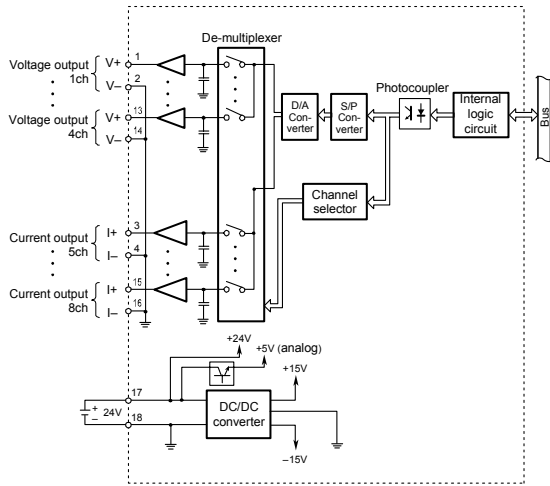 De-multiplexer
Voltage output
1ch
V+
1
V–
2
Voltage output
4ch
V+
13
V–
14
Current output
5ch
I+
3
I–
4
Current output
8ch
I+
15
I–
16
D/A
Con-
verter
S/P
Con-
verter
Photocoupler
Internal
logic
circuit
Bus
Channel
selector
+24V
+5V (analog)
+15V
17
+
–
24V
18
DC/DC
converter
–15V